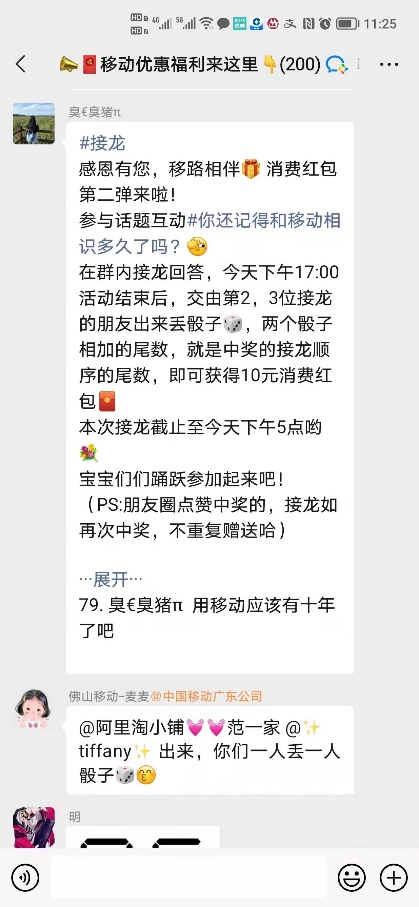 11:25
移动优惠福利来这里(200)
臭€臭猪π
#接龙
感恩有您，移路相伴🎁 消费红包
第二弹来啦！
参与话题互动#你还记得和移动相
识多久了吗？🫣
在群内接龙回答，今天下午17:00
活动结束后，交由第2，3位接龙
的朋友出来丢骰子🎲，两个骰子
相加的尾数，就是中奖的接龙顺
序的尾数，即可获得10元消费红
包🧧
本次接龙截止至今天下午5点哟
💐
宝宝们们踊跃参加起来吧！
（PS:朋友圈点赞中奖的，接龙如
再次中奖，不重复赠送哈）
···展开···
79. 臭€臭猪π 用移动应该有十年
了吧
佛山移动-麦麦@中国移动广东公司
@阿里淘小铺💓💓范一家 @✨
tiffany✨ 出来，你们一人丢一人
骰子🎲😙
明